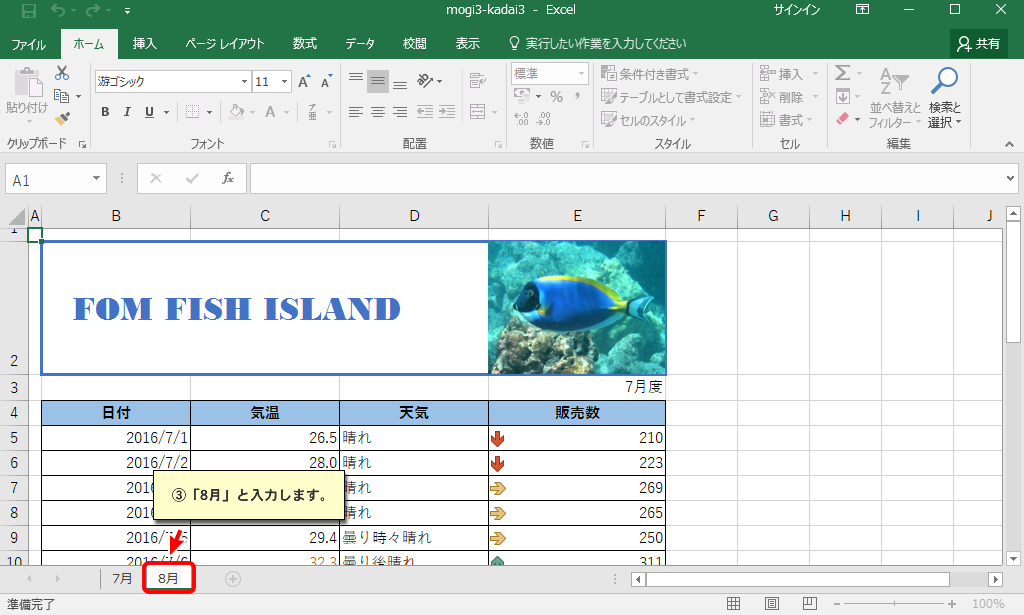 mogi3-kadai3 - Excel
サインイン
ファイル ホーム 挿入 ページ レイアウト 数式 データ 校閲 表示 実行したい作業を入力してください 共有
貼り付け
クリップボード
游ゴシック 11
B I U
フォント
配置
標準
%
数値
条件付き書式
テーブルとして書式設定
セルのスタイル
スタイル
挿入
削除
書式
セル
並べ替えと
フィルター
検索と
選択
編集
A1
fx
A B C D E F G H I J
1
2 FOM FISH ISLAND
3 7月度
4 日付 気温 天気 販売数
5 2016/7/1 26.5 晴れ 210
6 2016/7/2 28.0 晴れ 223
7 晴れ 269
8 晴れ 265
③「8月」と入力します。
9 29.4 曇り時々晴れ 250
10 32.3 曇り後晴れ 311
7月 8月
準備完了
100%